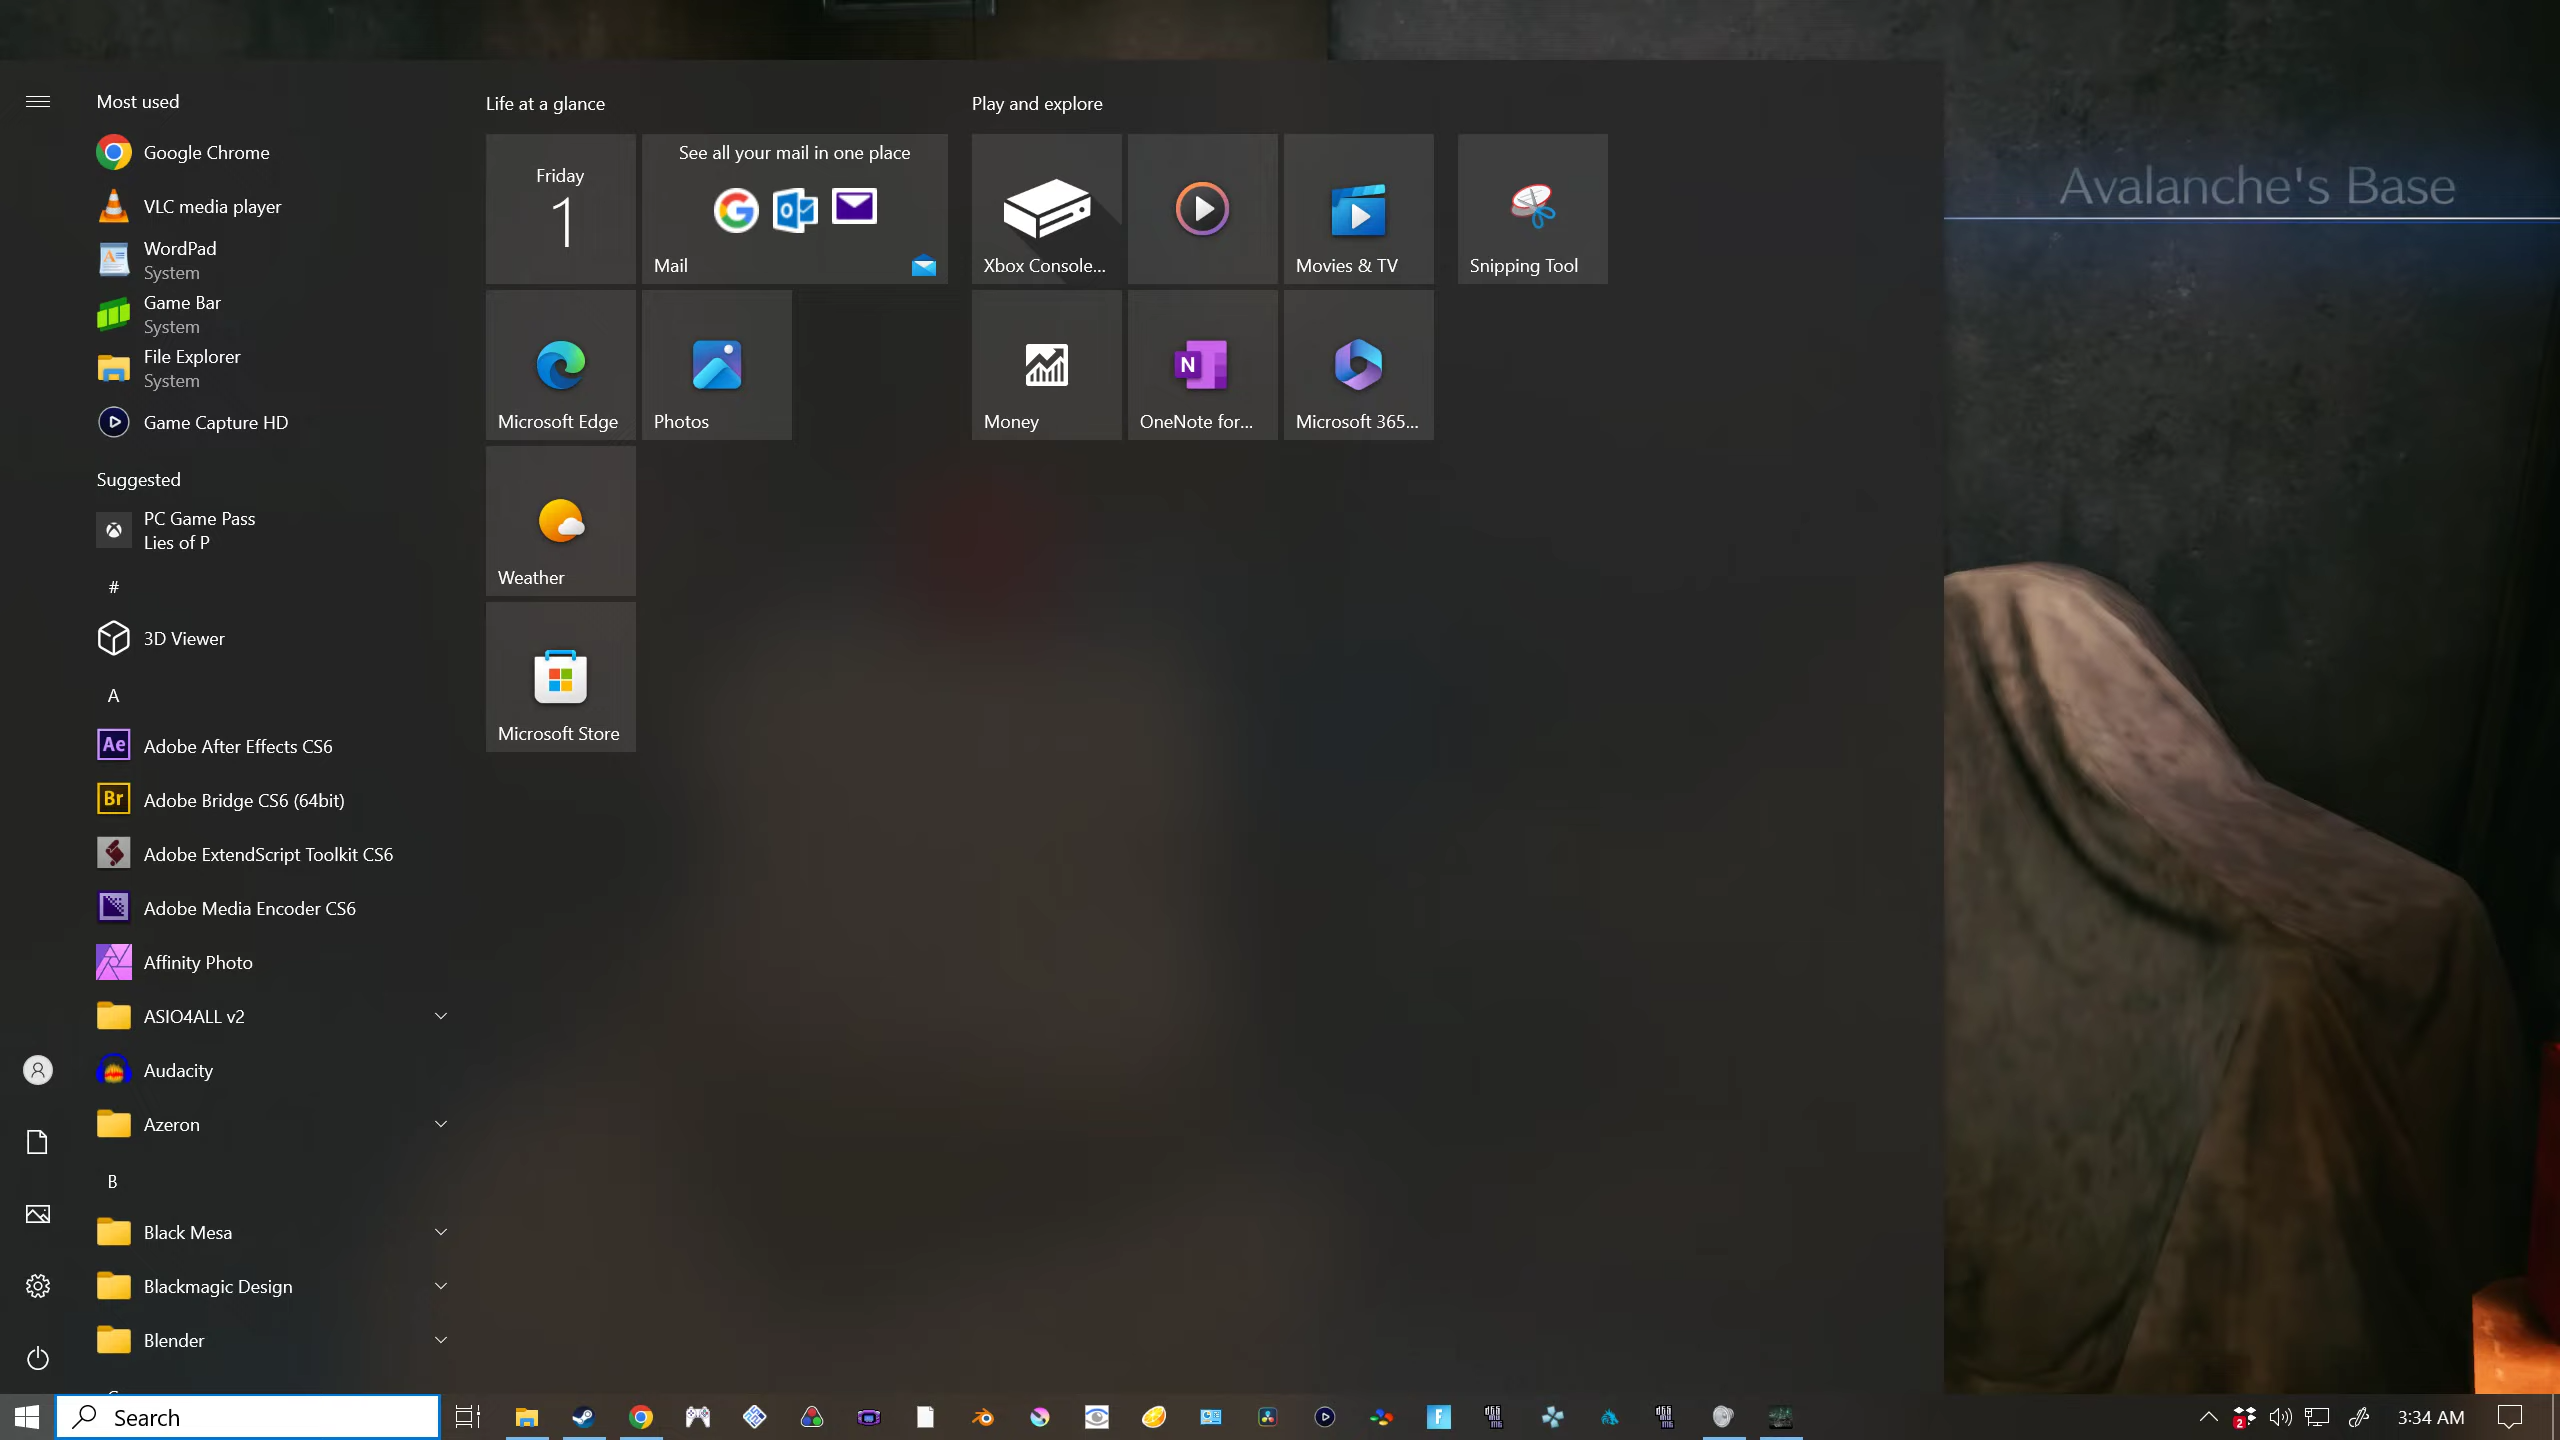 Most used
Google Chrome
VLC media player
WordPad
System
Game Bar
System
File Explorer
System
Game Capture HD
Suggested
PC Game Pass
Lies of P
#
3D Viewer
A
Ae
Adobe After Effects CS6
Br
Adobe Bridge CS6 (64bit)
Adobe ExtendScript Toolkit CS6
Adobe Media Encoder CS6
Affinity Photo
ASIO4ALL v2
Audacity
Azeron
B
Black Mesa
Blackmagic Design
Blender
Life at a glance
Friday
1
See all your mail in one place
Mail
Microsoft Edge
Photos
Weather
Microsoft Store
Play and explore
Xbox Console...
Movies & TV
Snipping Tool
Money
N
OneNote for...
Microsoft 365...
Avalanche's Base
Search
F
2
3:34 AM